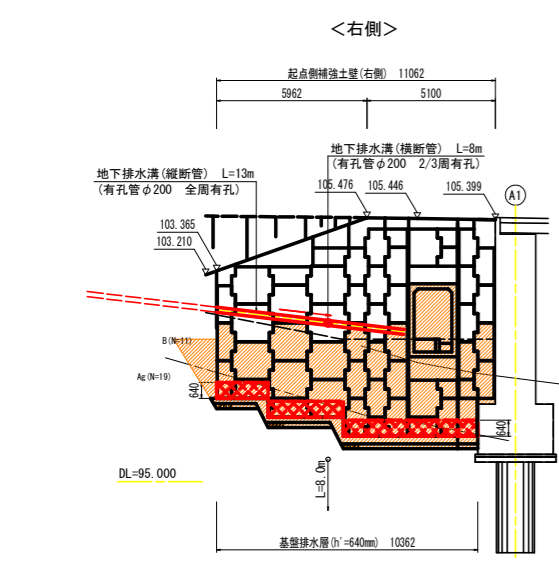 <右側>
起点側補強土壁(右側) 11062
5962
5100
地下排水溝(横断管) L=8m
(有孔管φ200 2/3周有孔)
地下排水溝(縦断管) L=13m
(有孔管φ200 全周有孔)
105.476
105.446
105.399
A1
103.365
103.210
B(N=11)
Ag(N=19)
640
640
DL=95.000
L=8.0m
基盤排水層(h'=640mm) 10362